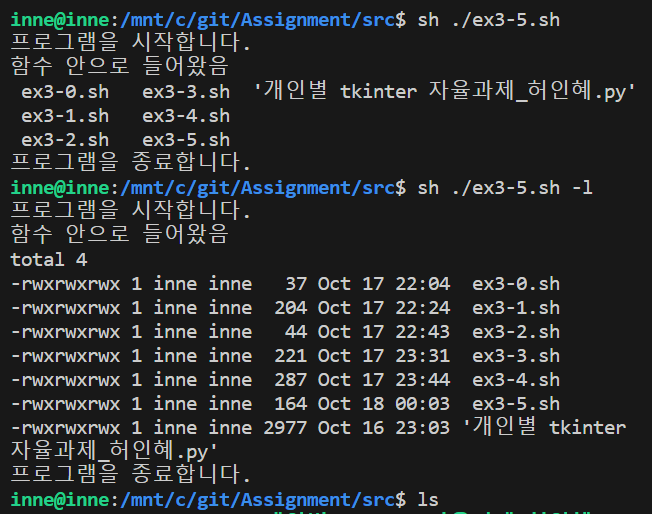 inne@inne:/mnt/c/git/Assignment/src$ sh ./ex3-5.sh
프로그램을 시작합니다.
함수 안으로 들어왔음
ex3-0.sh ex3-3.sh '개인별 tkinter 자율과제_허인혜.py'
ex3-1.sh ex3-4.sh
ex3-2.sh ex3-5.sh
프로그램을 종료합니다.
inne@inne:/mnt/c/git/Assignment/src$ sh ./ex3-5.sh -l
프로그램을 시작합니다.
함수 안으로 들어왔음
total 4
-rwxrwxrwx 1 inne inne 37 Oct 17 22:04 ex3-0.sh
-rwxrwxrwx 1 inne inne 204 Oct 17 22:24 ex3-1.sh
-rwxrwxrwx 1 inne inne 44 Oct 17 22:43 ex3-2.sh
-rwxrwxrwx 1 inne inne 221 Oct 17 23:31 ex3-3.sh
-rwxrwxrwx 1 inne inne 287 Oct 17 23:44 ex3-4.sh
-rwxrwxrwx 1 inne inne 164 Oct 18 00:03 ex3-5.sh
-rwxrwxrwx 1 inne inne 2977 Oct 16 23:03 '개인별 tkinter
자율과제_허인혜.py'
프로그램을 종료합니다.
inne@inne:/mnt/c/git/Assignment/src$ ls